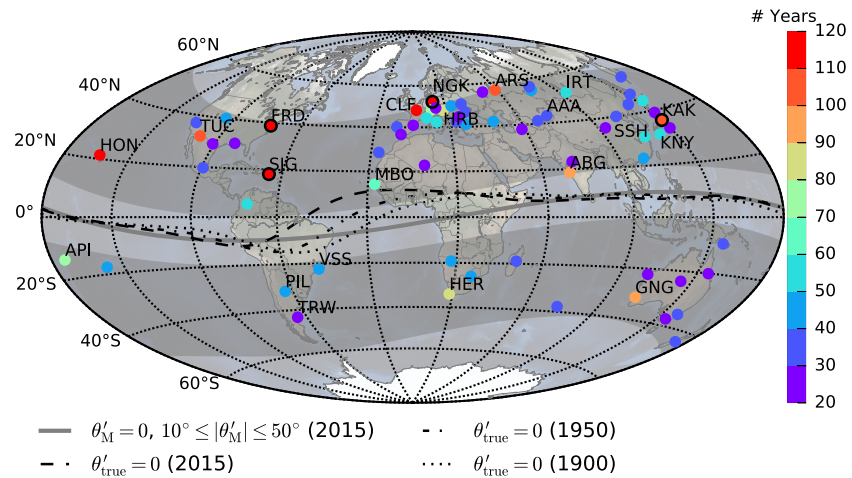 # Years
120
110
100
90
80
70
60
50
40
30
20
60°N
40°N
20°N
0°
20°S
40°S
60°S
NGK
ARS
IRT
CLF
HRB
AAA
KAK
FRD
TUC
SSH
KNY
HON
SJG
MBO
ABG
API
VSS
PIL
HER
GNG
TRW
θ′M = 0, 10° ≤ |θ′M| ≤ 50° (2015)
θ′true = 0 (2015)
θ′true = 0 (1950)
θ′true = 0 (1900)